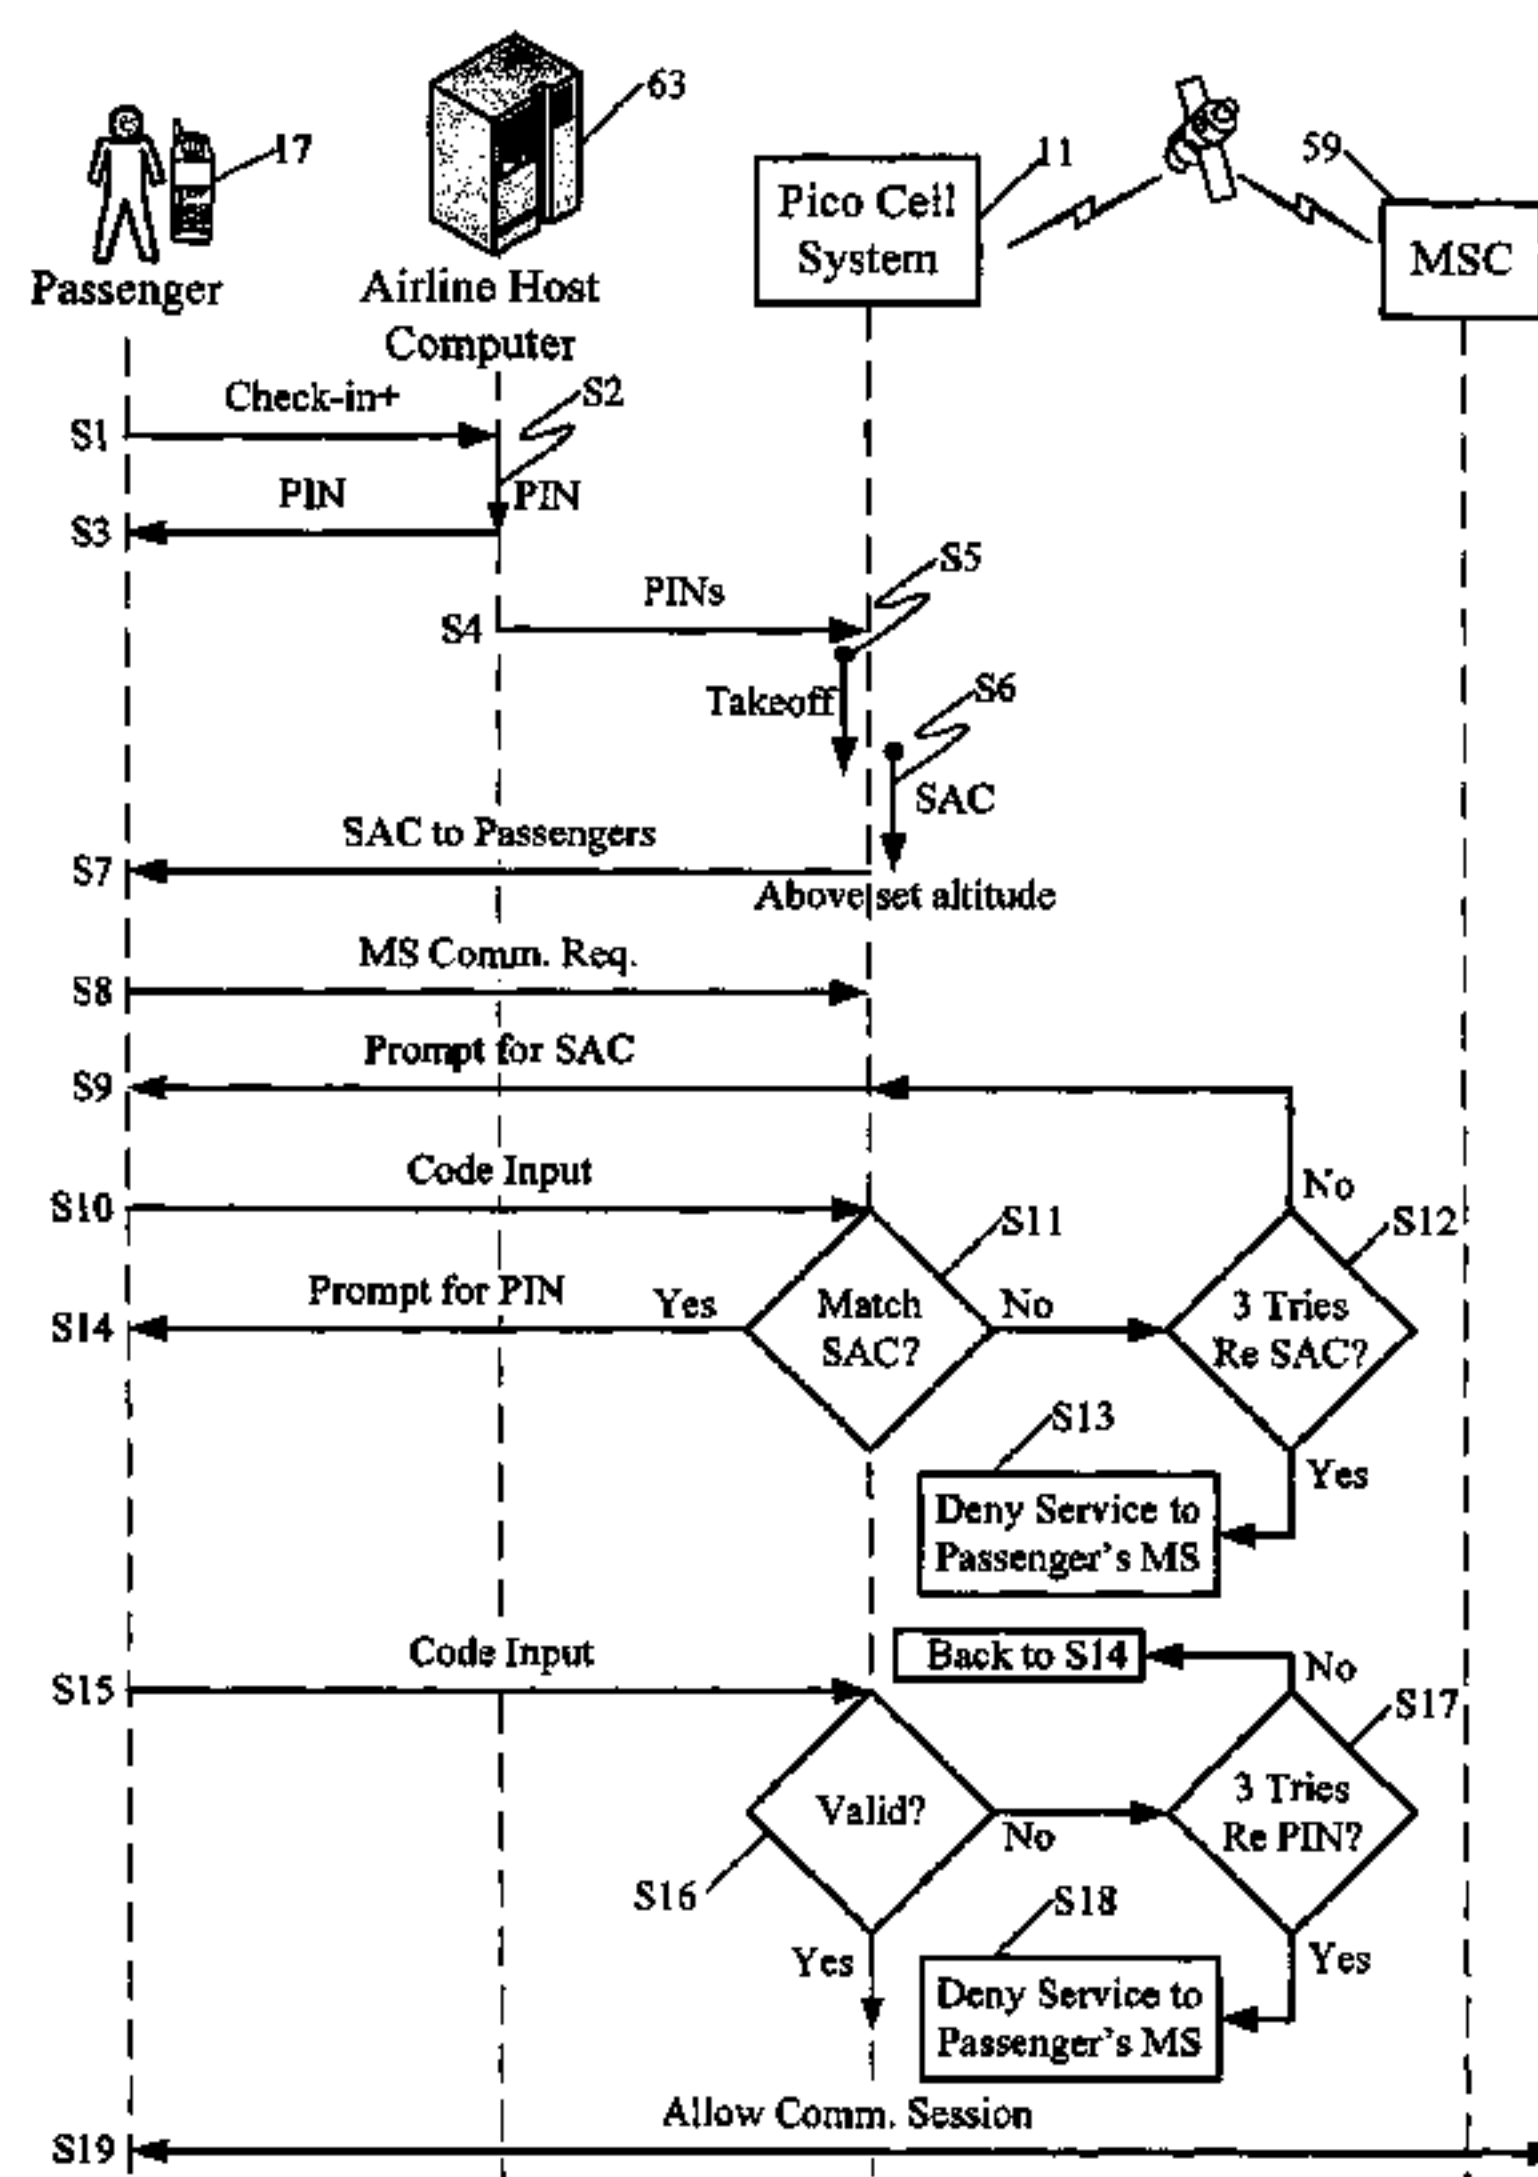 63
17
11
59
Pico Cell
System
MSC
Passenger
Airline Host
Computer
Check-in+
S2
S1
PIN
PIN
S3
S5
PINs
S4
S6
Takeoff
SAC
SAC to Passengers
S7
Above set altitude
MS Comm. Req.
S8
Prompt for SAC
S9
Code Input
No
S10
S11
S12
Prompt for PIN
Yes
Match
SAC?
No
3 Tries
Re SAC?
S14
S13
Yes
Deny Service to
Passenger's MS
Code Input
Back to S14
No
S15
S17
Valid?
3 Tries
Re PIN?
No
S16
S18
Yes
Yes
Deny Service to
Passenger's MS
Allow Comm. Session
S19